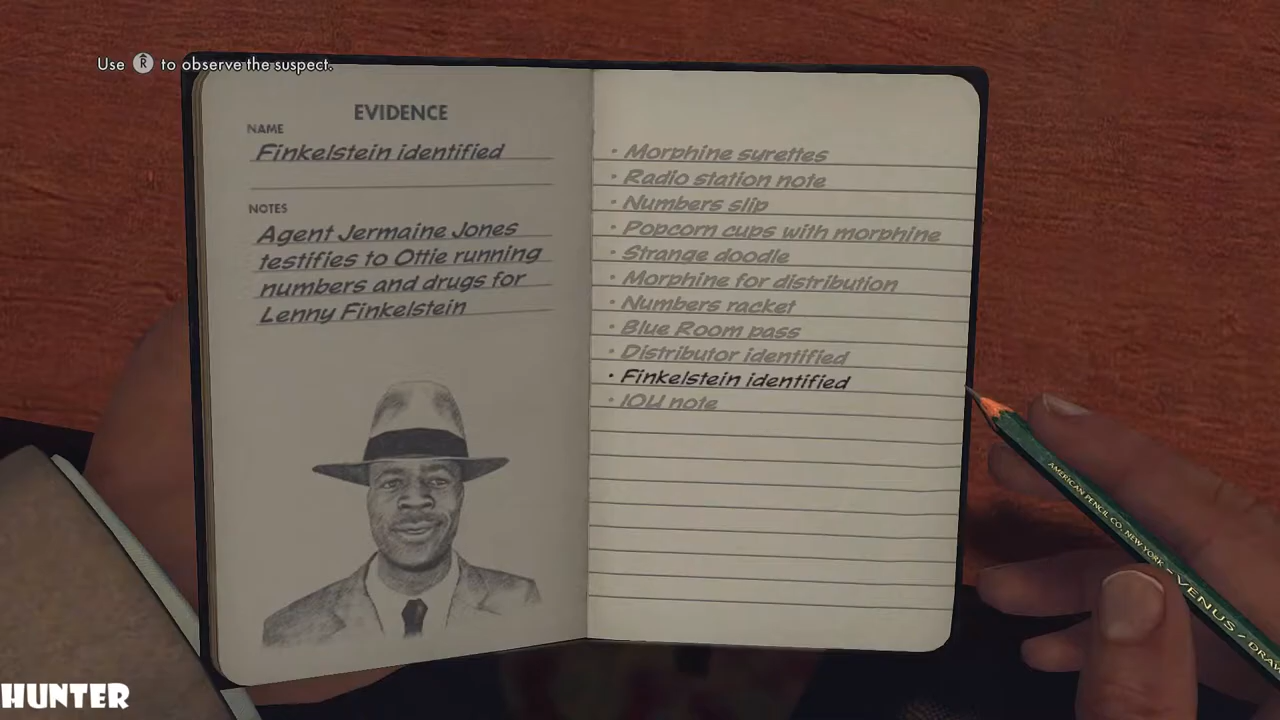 Use R to observe the suspect.
EVIDENCE
NAME
Finkelstein identified
NOTES
Agent Jermaine Jones
testifies to Ottie running
numbers and drugs for
Lenny Finkelstein
· Morphine surettes
· Radio station note
· Numbers slip
· Popcorn cups with morphine
· Strange doodle
· Morphine for distribution
· Numbers racket
· Blue Room pass
· Distributor identified
· Finkelstein identified
· IOU note
AMERICAN PENCIL CO. NEW YORK - VENUS / DRAW
HUNTER